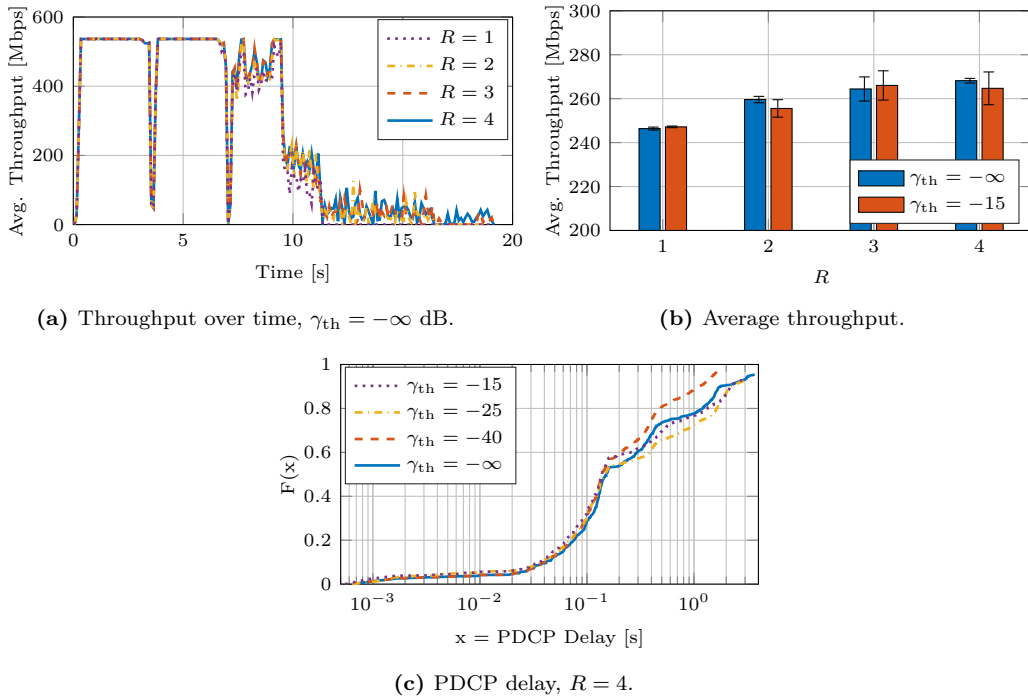 600
400
200
0
0
5
10
15
20
Avg. Throughput [Mbps]
Time [s]
R = 1
R = 2
R = 3
R = 4
(a) Throughput over time, γth = −∞ dB.
300
280
260
240
220
200
1
2
3
4
Avg. Throughput [Mbps]
R
γth = −∞
γth = −15
(b) Average throughput.
1
0.8
0.6
0.4
0.2
0
10−3
10−2
10−1
100
F(x)
x = PDCP Delay [s]
γth = −15
γth = −25
γth = −40
γth = −∞
(c) PDCP delay, R = 4.